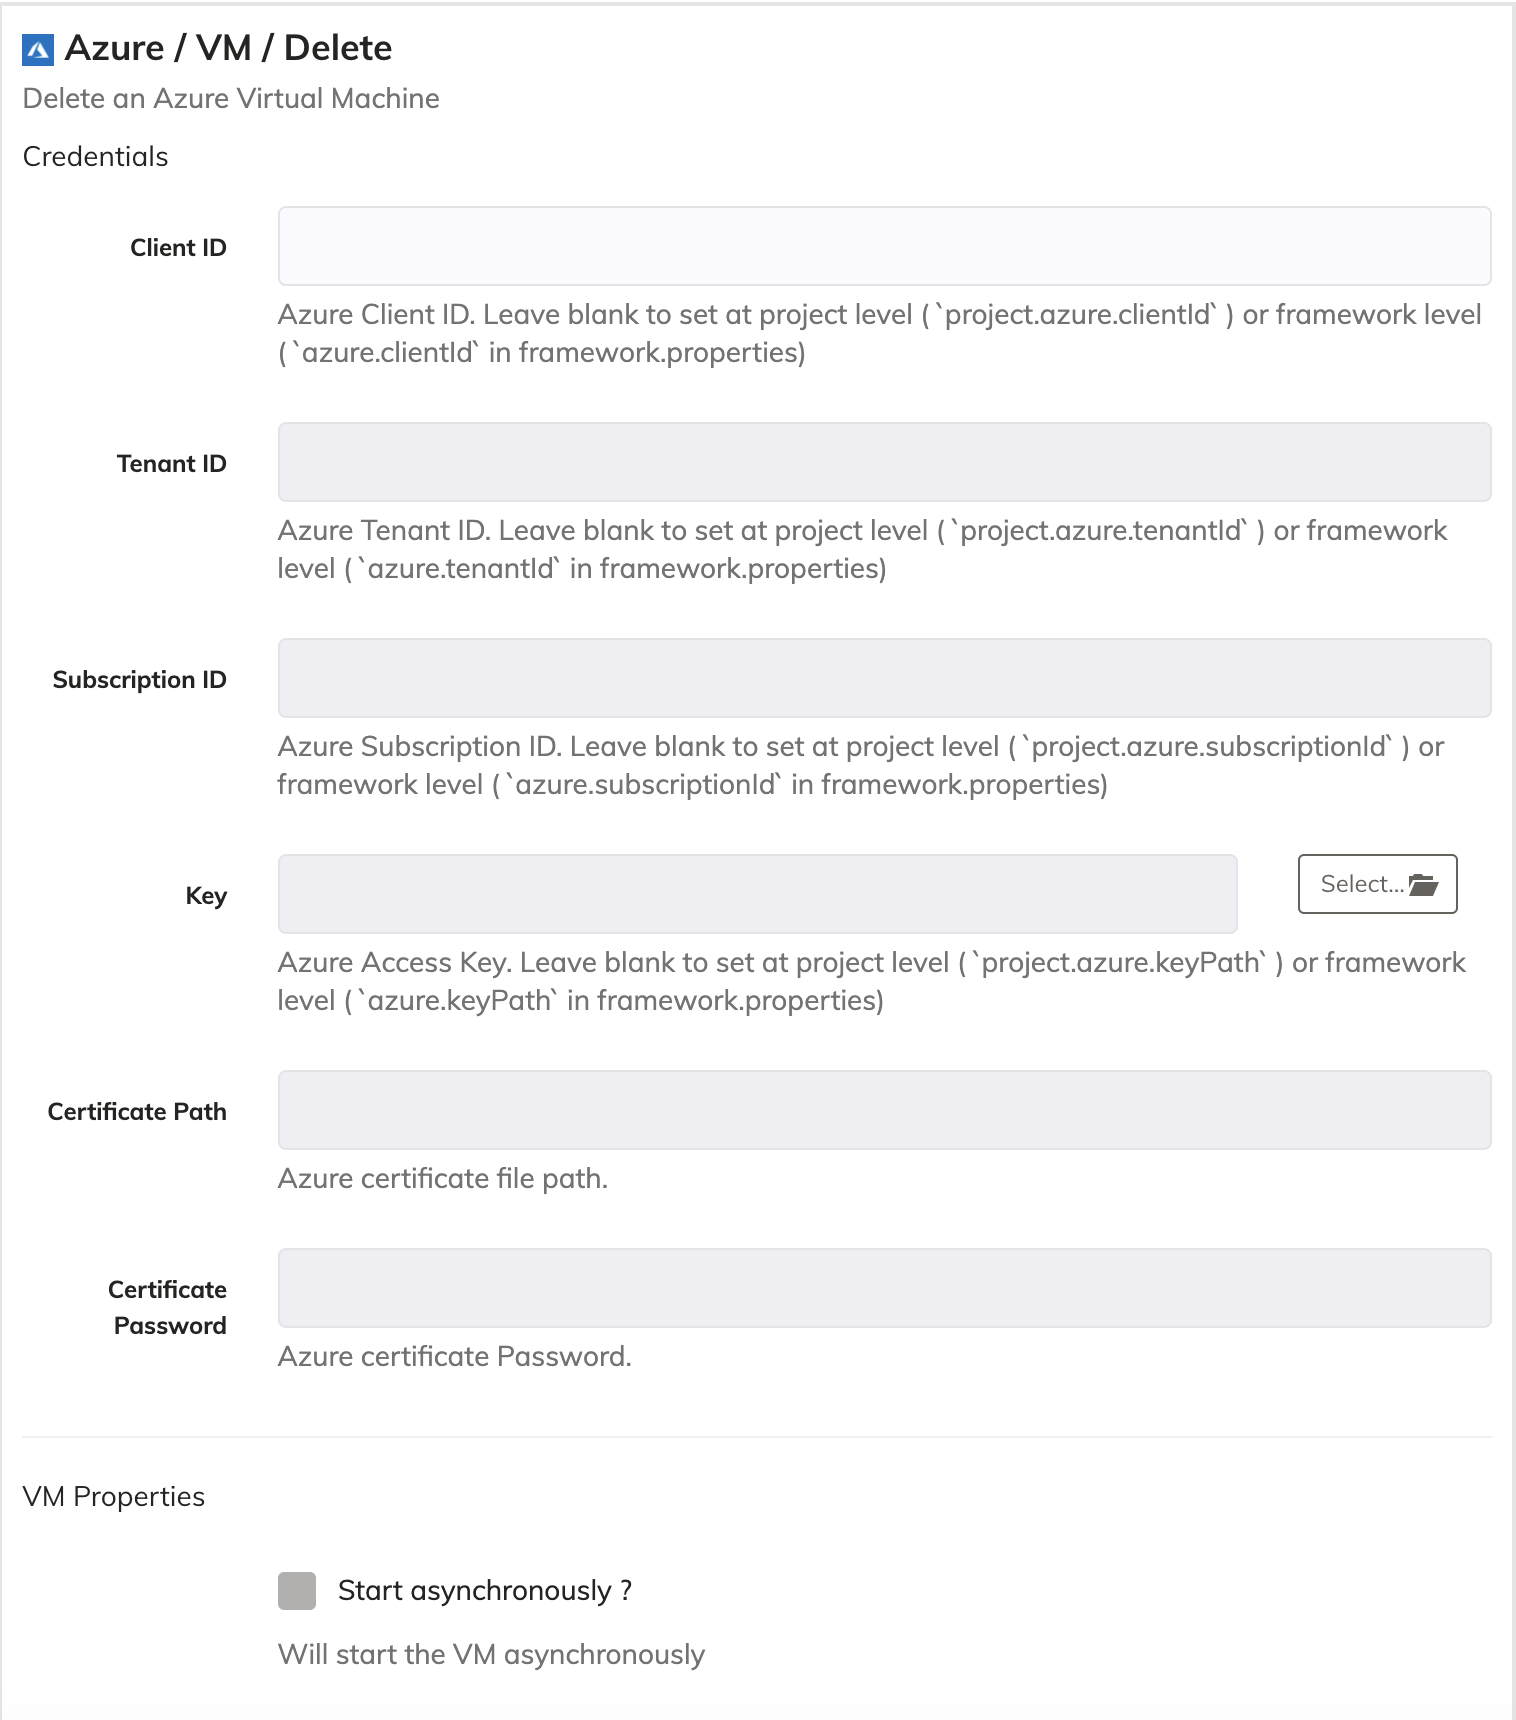 Azure / VM / Delete
Delete an Azure Virtual Machine
Credentials
Client ID
Azure Client ID. Leave blank to set at project level (`project.azure.clientId` ) or framework level
(`azure.clientId` in framework.properties)
Tenant ID
Azure Tenant ID. Leave blank to set at project level (`project.azure.tenantId` ) or framework
level (`azure.tenantId` in framework.properties)
Subscription ID
Azure Subscription ID. Leave blank to set at project level (`project.azure.subscriptionId` ) or
framework level (`azure.subscriptionId` in framework.properties)
Key
Select...
Azure Access Key. Leave blank to set at project level (`project.azure.keyPath` ) or framework
level (`azure.keyPath` in framework.properties)
Certificate Path
Azure certificate file path.
Certificate
Password
Azure certificate Password.
VM Properties
Start asynchronously ?
Will start the VM asynchronously